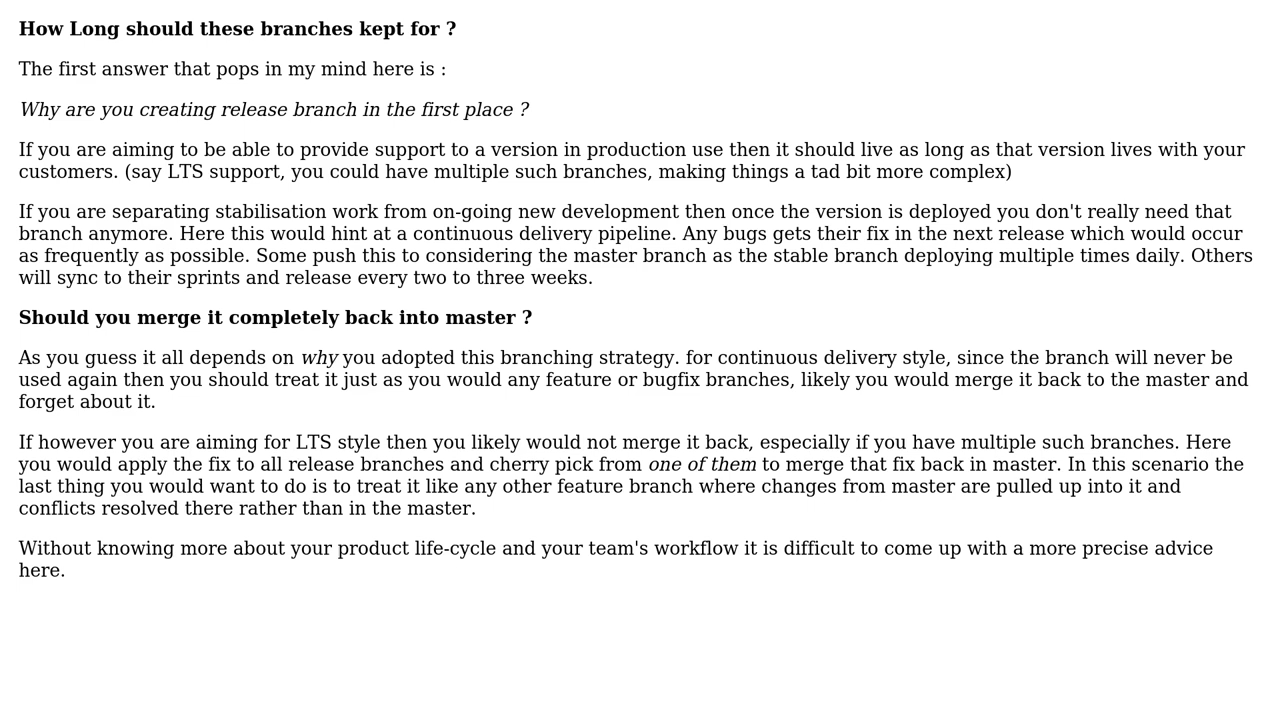 How Long should these branches kept for ?
The first answer that pops in my mind here is :
Why are you creating release branch in the first place ?
If you are aiming to be able to provide support to a version in production use then it should live as long as that version lives with your
customers. (say LTS support, you could have multiple such branches, making things a tad bit more complex)
If you are separating stabilisation work from on-going new development then once the version is deployed you don't really need that
branch anymore. Here this would hint at a continuous delivery pipeline. Any bugs gets their fix in the next release which would occur
as frequently as possible. Some push this to considering the master branch as the stable branch deploying multiple times daily. Others
will sync to their sprints and release every two to three weeks.
Should you merge it completely back into master ?
As you guess it all depends on why you adopted this branching strategy. for continuous delivery style, since the branch will never be
used again then you should treat it just as you would any feature or bugfix branches, likely you would merge it back to the master and
forget about it.
If however you are aiming for LTS style then you likely would not merge it back, especially if you have multiple such branches. Here
you would apply the fix to all release branches and cherry pick from one of them to merge that fix back in master. In this scenario the
last thing you would want to do is to treat it like any other feature branch where changes from master are pulled up into it and
conflicts resolved there rather than in the master.
Without knowing more about your product life-cycle and your team's workflow it is difficult to come up with a more precise advice
here.